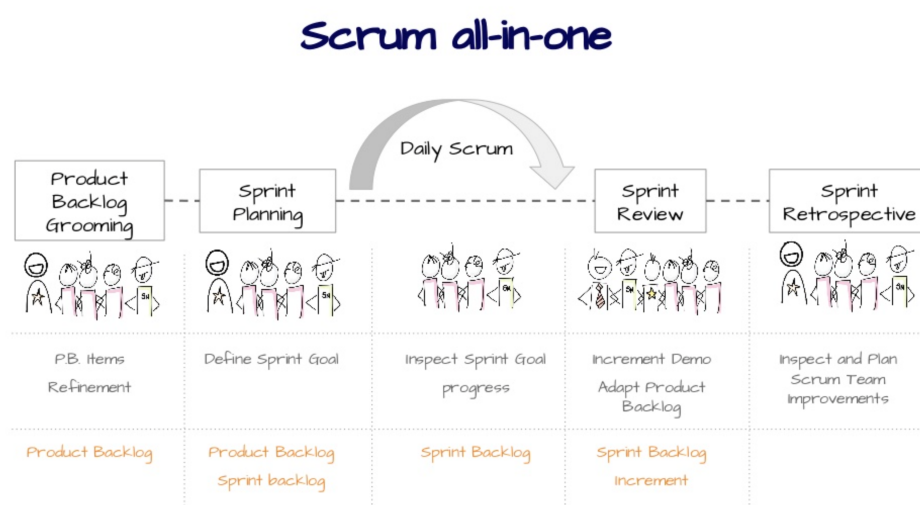 Scrum all-in-one
Daily Scrum
Product
Backlog
Grooming
Sprint
Planning
Sprint
Review
Sprint
Retrospective
SM
SM
SM
SM
SM
P.B. Items
Refinement
Define Sprint Goal
Inspect Sprint Goal
progress
Increment Demo
Adapt Product
Backlog
Inspect and Plan
Scrum Team
Improvements
Product Backlog
Product Backlog
Sprint backlog
Sprint Backlog
Sprint Backlog
Increment